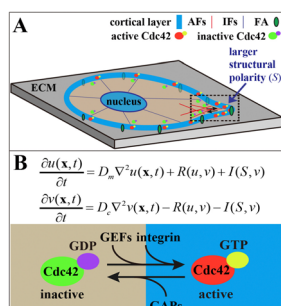 A
cortical layer AFs IFs FA
active Cdc42 inactive Cdc42
ECM
larger
structural
polarity (S)
nucleus
B
∂u(x,t)/∂t = D_m∇²u(x,t) + R(u,v) + I(S,v)
∂v(x,t)/∂t = D_c∇²v(x,t) − R(u,v) − I(S,v)
GDP GEFs integrin GTP
Cdc42 Cdc42
inactive active
GAPs